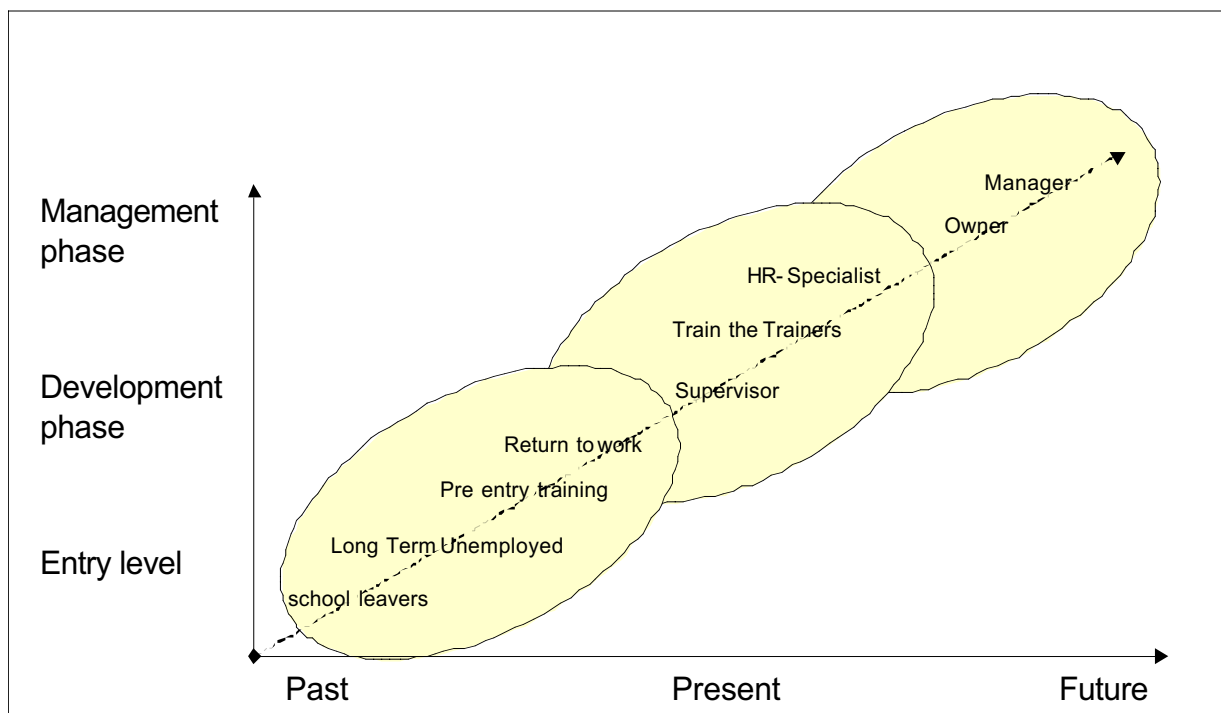 Management
phase
Manager
Owner
HR- Specialist
Train the Trainers
Development
phase
Supervisor
Return to work
Pre entry training
Long Term Unemployed
Entry level
school leavers
Past
Present
Future